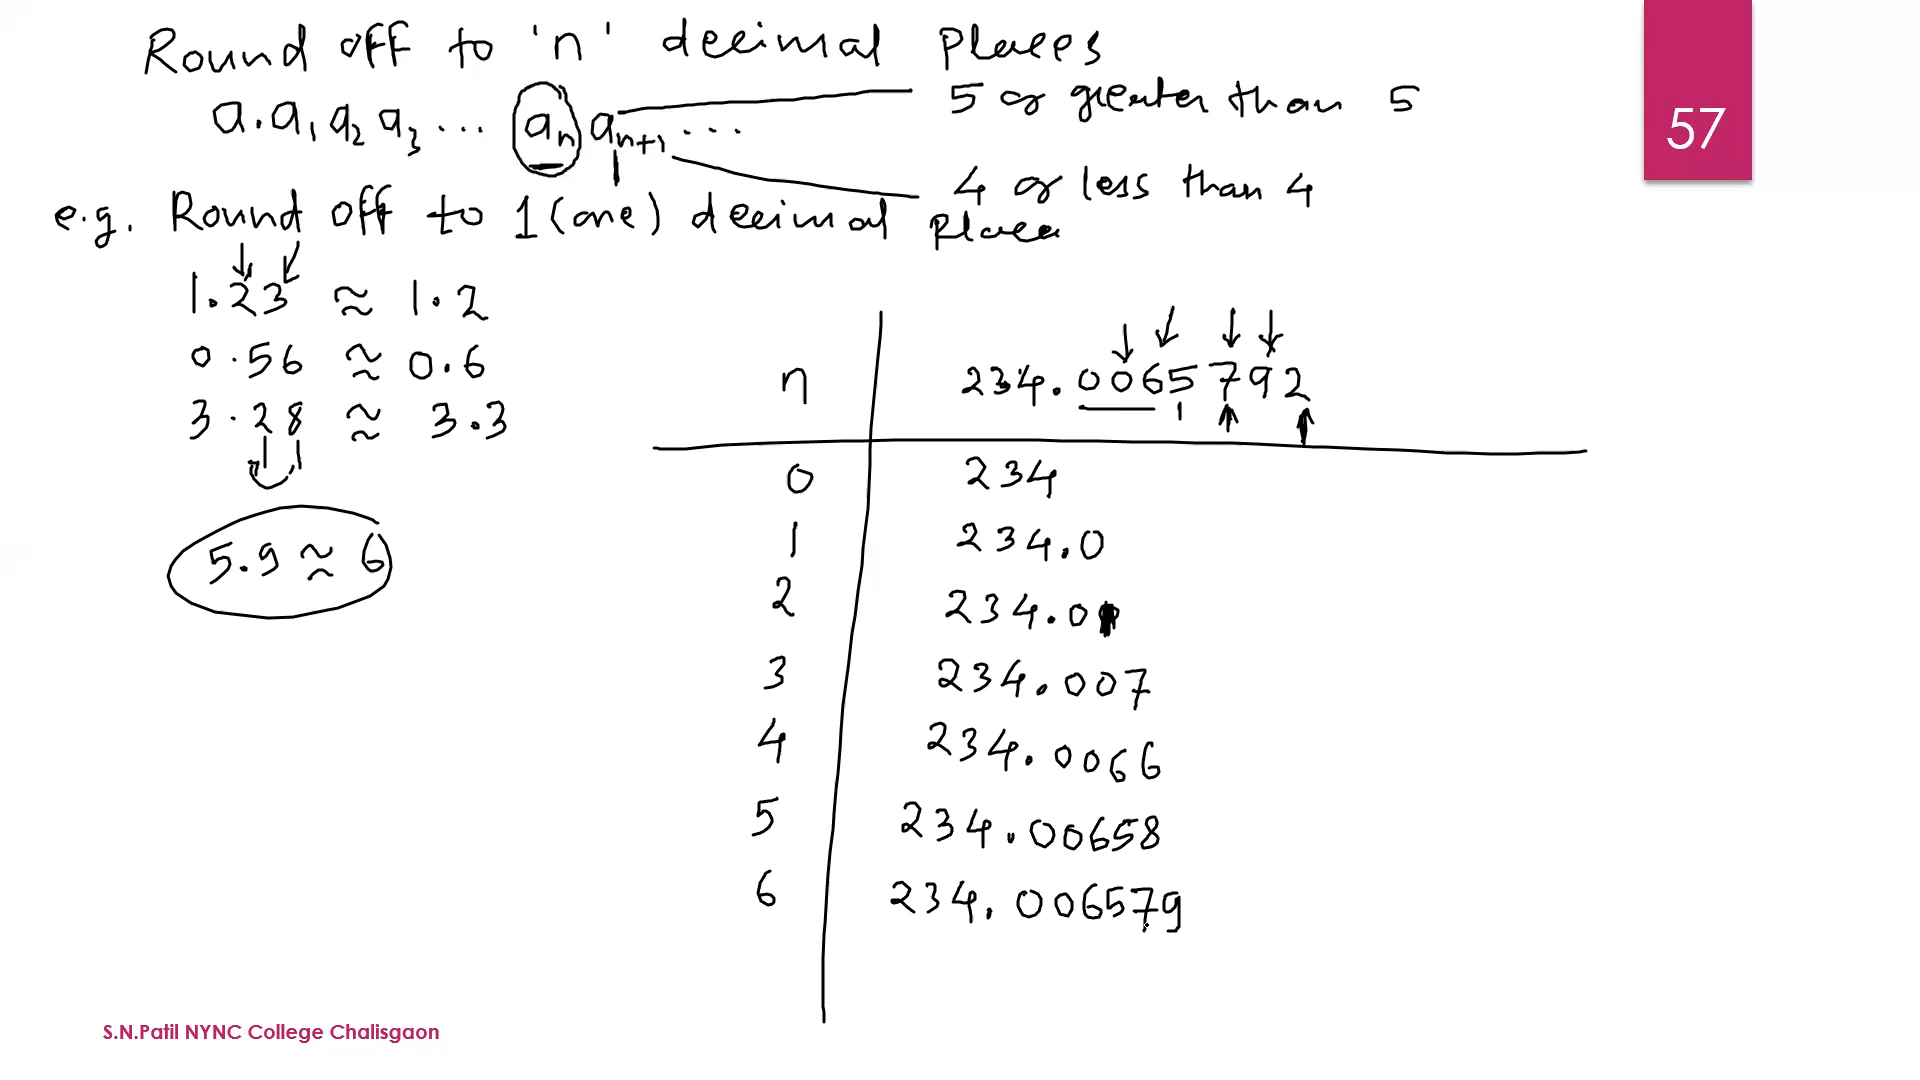 Round off to 'n' decimal places
a.a₁ a₂ a₃ ... aₙ aₙ₊₁ ...
5 or greater than 5
4 or less than 4
57
e.g. Round off to 1 (one) decimal place
1.23 ≈ 1.2
0.56 ≈ 0.6
3.28 ≈ 3.3
5.9 ≈ 6
n 234.0065792
0 234
1 234.0
2 234.01
3 234.007
4 234.0066
5 234.00658
6 234.006579
S.N.Patil NYNC College Chalisgaon